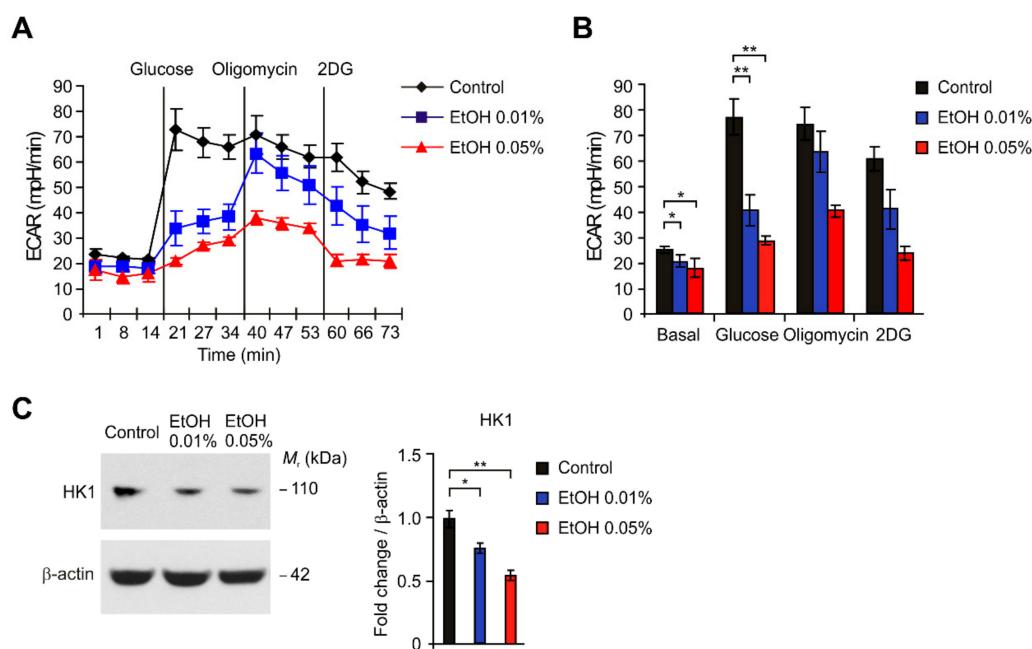 A
Glucose Oligomycin 2DG
ECAR (mpH/min)
90
80
70
60
50
40
30
20
10
0
1 8 14 21 27 34 40 47 53 60 66 73
Time (min)
Control
EtOH 0.01%
EtOH 0.05%
B
ECAR (mpH/min)
90
80
70
60
50
40
30
20
10
0
* *
** **
Basal Glucose Oligomycin 2DG
Control
EtOH 0.01%
EtOH 0.05%
C
Control EtOH 0.01% EtOH 0.05%
Mr (kDa)
HK1 – 110
β-actin – 42
HK1
Fold change / β-actin
1.5
1.0
0.5
0
**
*
Control
EtOH 0.01%
EtOH 0.05%